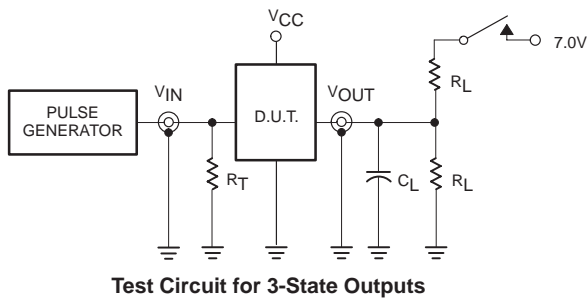 VCC
7.0V
RL
VIN
VOUT
PULSE
GENERATOR
D.U.T.
RT
CL
RL
Test Circuit for 3-State Outputs